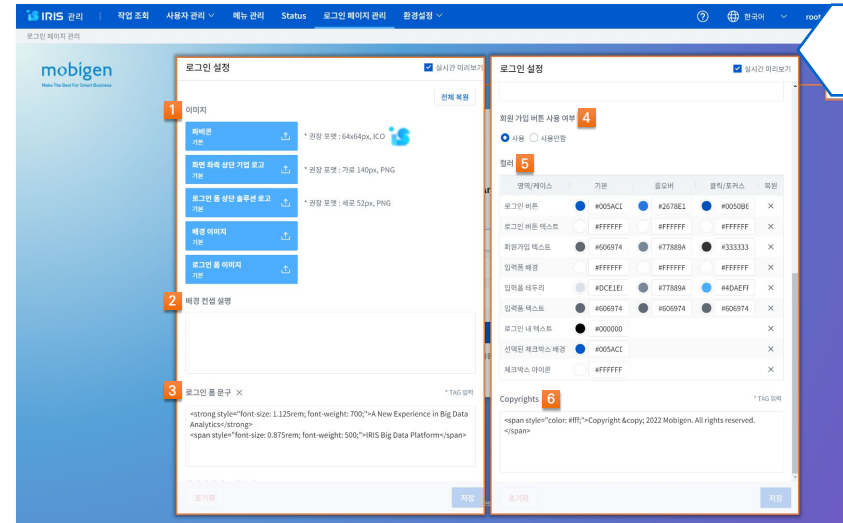 IRIS 관리 | 작업 조회 사용자 관리 메뉴 관리 Status 로그인 페이지 관리 환경설정 한국어 root
로그인 페이지 관리
mobigen
Make The Best For Smart Business
로그인 설정
실시간 미리보기
전체 복원
1 이미지
파비콘
기본
* 권장 포맷 : 64x64px, ICO
화면 좌측 상단 기업 로고
기본
* 권장 포맷 : 가로 140px, PNG
로그인 폼 상단 솔루션 로고
기본
* 권장 포맷 : 세로 52px, PNG
배경 이미지
기본
로그인 폼 이미지
기본
2 배경 컨셉 설명
3 로그인 폼 문구 ×
* TAG 입력
<strong style="font-size: 1.125rem; font-weight: 700;">A New Experience in Big Data
Analytics</strong>
<span style="font-size: 0.875rem; font-weight: 500;">IRIS Big Data Platform</span>
초기화 저장
로그인 설정
실시간 미리보기
회원 가입 버튼 사용 여부 4
사용 사용안함
컬러 5
영역/케이스 기본 롤오버 클릭/포커스 복원
로그인 버튼 #005ACD #2678E1 #0050BE ×
로그인 버튼 텍스트 #FFFFFF #FFFFFF #FFFFFF ×
회원가입 텍스트 #606974 #77889A #333333 ×
입력폼 배경 #FFFFFF #FFFFFF #FFFFFF ×
입력폼 테두리 #DCE1E #77889A #4DAEFF ×
입력폼 텍스트 #606974 #606974 #606974 ×
로그인 내 텍스트 #000000 ×
선택된 체크박스 배경 #005ACD ×
체크박스 아이콘 #FFFFFF ×
Copyrights 6
* TAG 입력
<span style="color: #fff;">Copyright &copy; 2022 Mobigen. All rights reserved.
</span>
초기화 저장